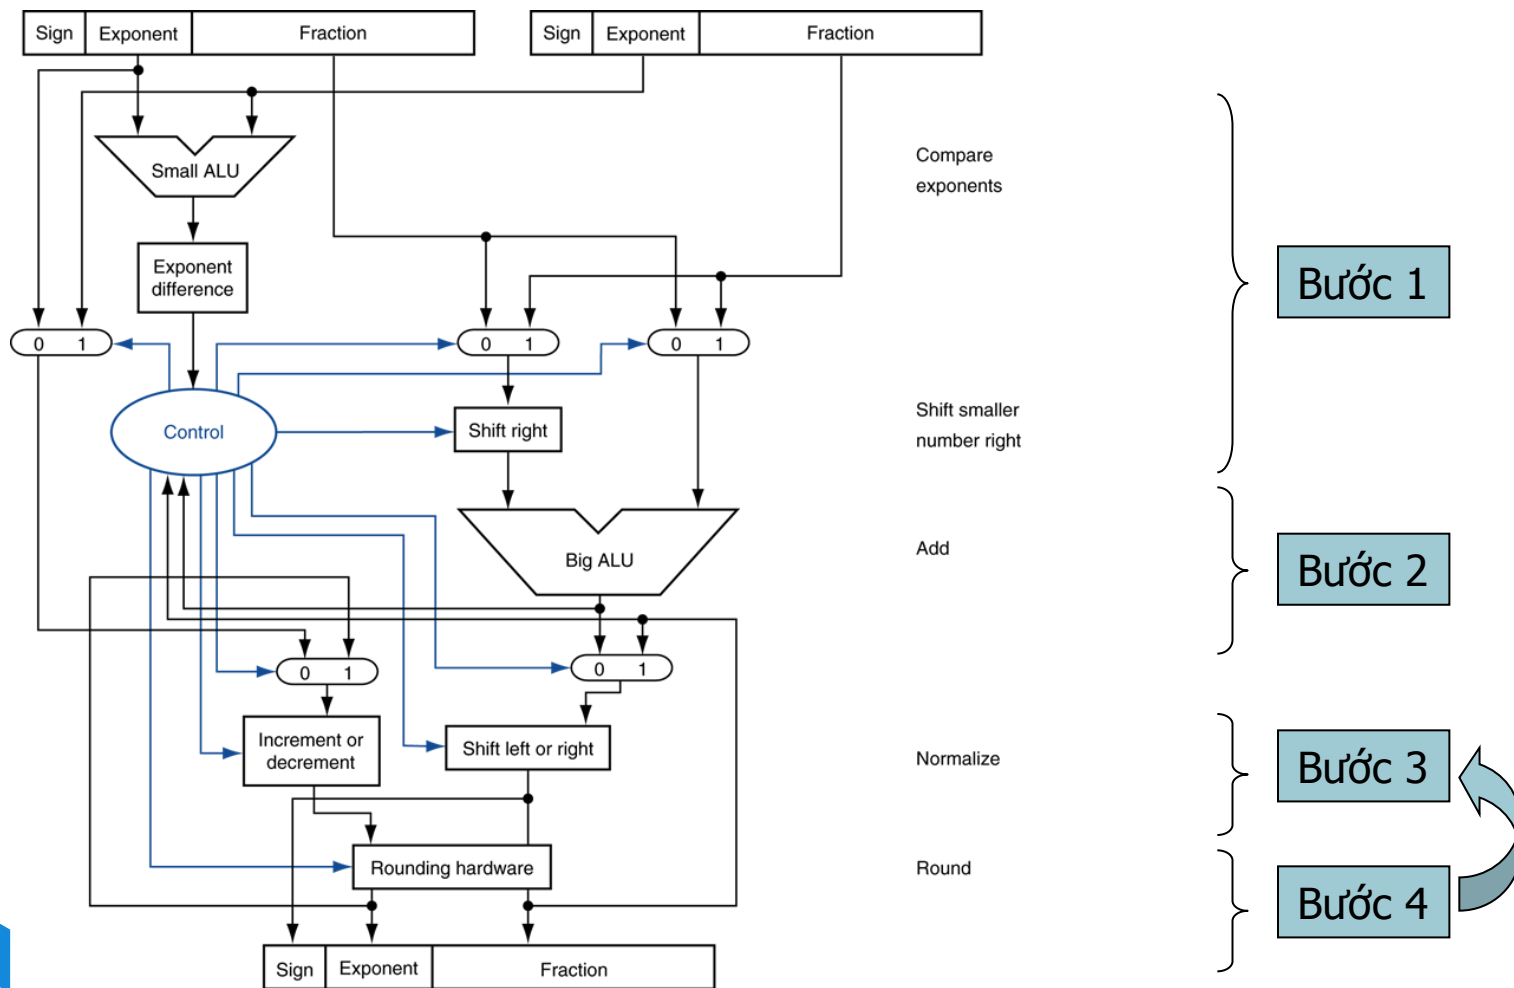 Sign Exponent Fraction
Sign Exponent Fraction
Compare
exponents
Small ALU
Exponent
difference
Bước 1
0 1
0 1
0 1
Control
Shift right
Shift smaller
number right
Big ALU
Add
Bước 2
0 1
0 1
Increment or
decrement
Shift left or right
Normalize
Bước 3
Rounding hardware
Round
Bước 4
Sign Exponent Fraction